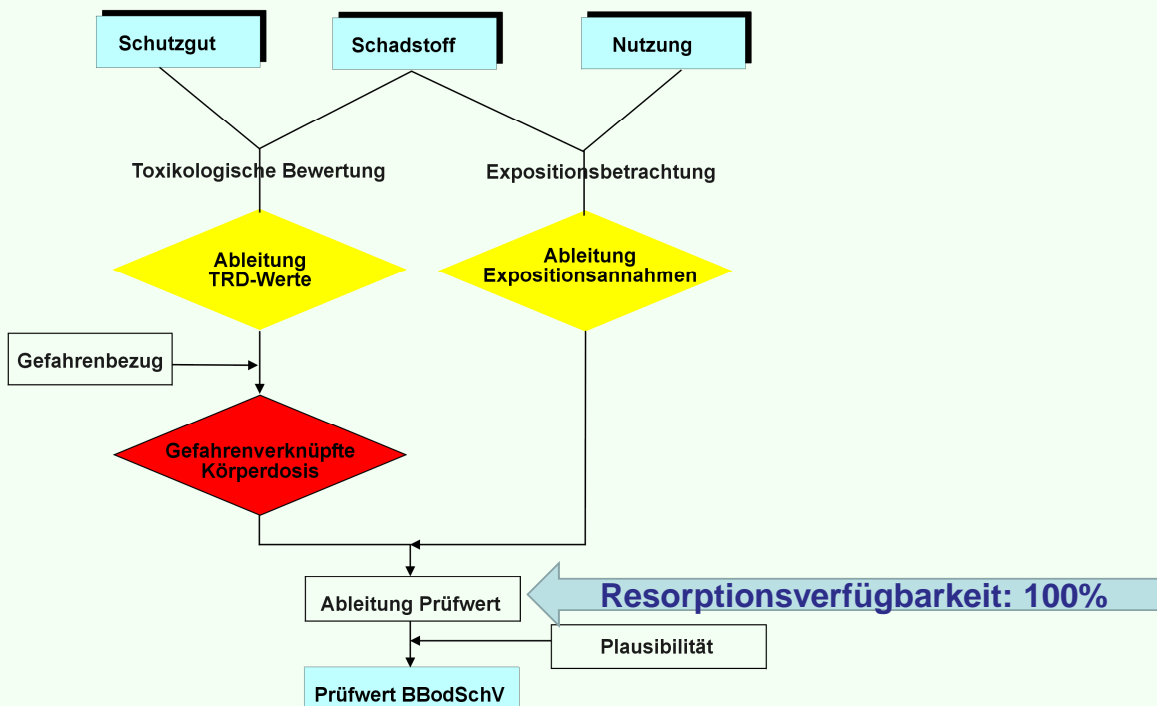 Schutzgut
Schadstoff
Nutzung
Toxikologische Bewertung
Expositionsbetrachtung
Ableitung
TRD-Werte
Ableitung
Expositionsannahmen
Gefahrenbezug
Gefahrenverknüpfte
Körperdosis
Ableitung Prüfwert
Resorptionsverfügbarkeit: 100%
Plausibilität
Prüfwert BBodSchV